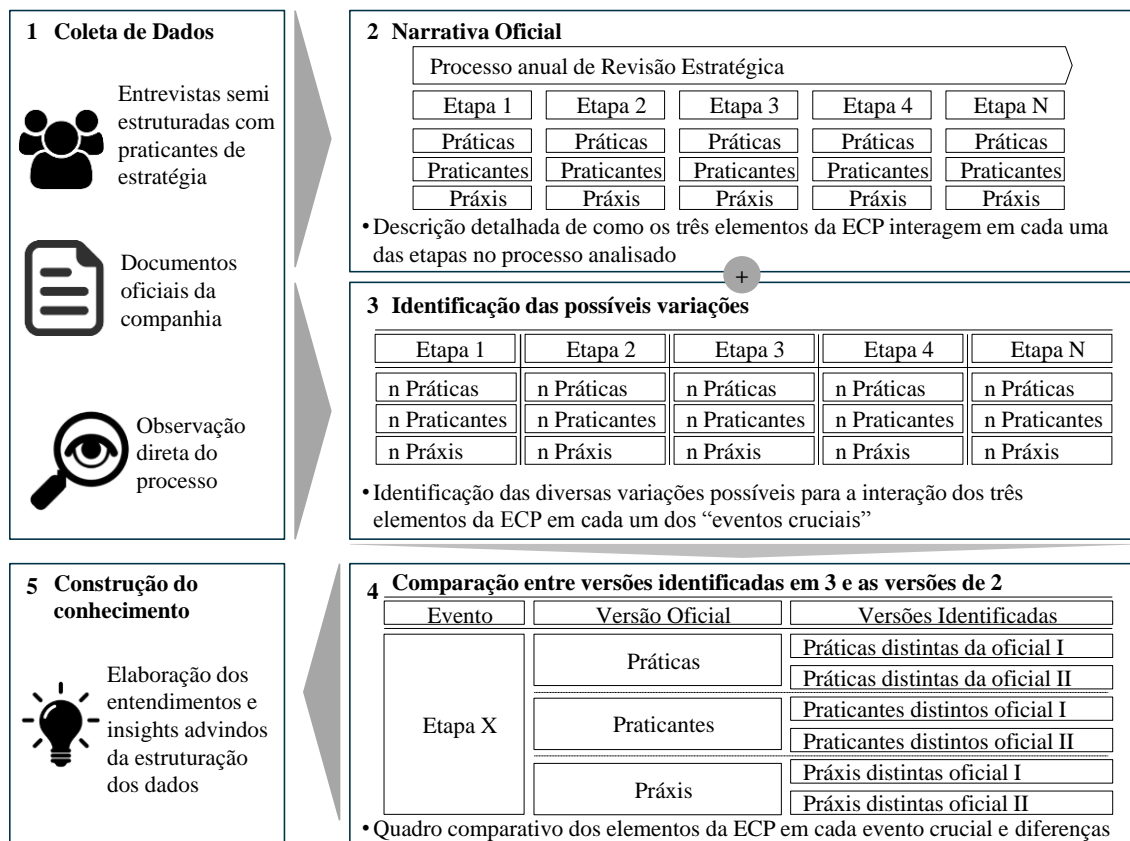 1 Coleta de Dados
Entrevistas semi
estruturadas com
praticantes de
estratégia
Documentos
oficiais da
companhia
Observação
direta do
processo
2 Narrativa Oficial
Processo anual de Revisão Estratégica
Etapa 1 Etapa 2 Etapa 3 Etapa 4 Etapa N
Práticas Práticas Práticas Práticas Práticas
Praticantes Praticantes Praticantes Praticantes Praticantes
Práxis Práxis Práxis Práxis Práxis
• Descrição detalhada de como os três elementos da ECP interagem em cada uma
das etapas no processo analisado
+
3 Identificação das possíveis variações
Etapa 1 Etapa 2 Etapa 3 Etapa 4 Etapa N
n Práticas n Práticas n Práticas n Práticas n Práticas
n Praticantes n Praticantes n Praticantes n Praticantes n Praticantes
n Práxis n Práxis n Práxis n Práxis n Práxis
• Identificação das diversas variações possíveis para a interação dos três
elementos da ECP em cada um dos “eventos cruciais”
4 Comparação entre versões identificadas em 3 e as versões de 2
Evento Versão Oficial Versões Identificadas
Etapa X
Práticas
Práticas distintas da oficial I
Práticas distintas da oficial II
Praticantes
Praticantes distintos oficial I
Praticantes distintos oficial II
Práxis
Práxis distintas oficial I
Práxis distintas oficial II
• Quadro comparativo dos elementos da ECP em cada evento crucial e diferenças
5 Construção do
conhecimento
Elaboração dos
entendimentos e
insights advindos
da estruturação
dos dados